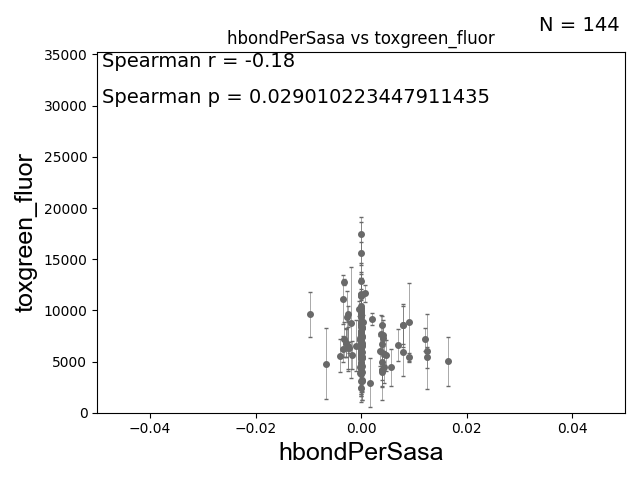 N = 144
hbondPerSasa vs toxgreen_fluor
Spearman r = -0.18
Spearman p = 0.029010223447911435
35000
30000
25000
20000
15000
10000
5000
0
toxgreen_fluor
−0.04 −0.02 0.00 0.02 0.04
hbondPerSasa